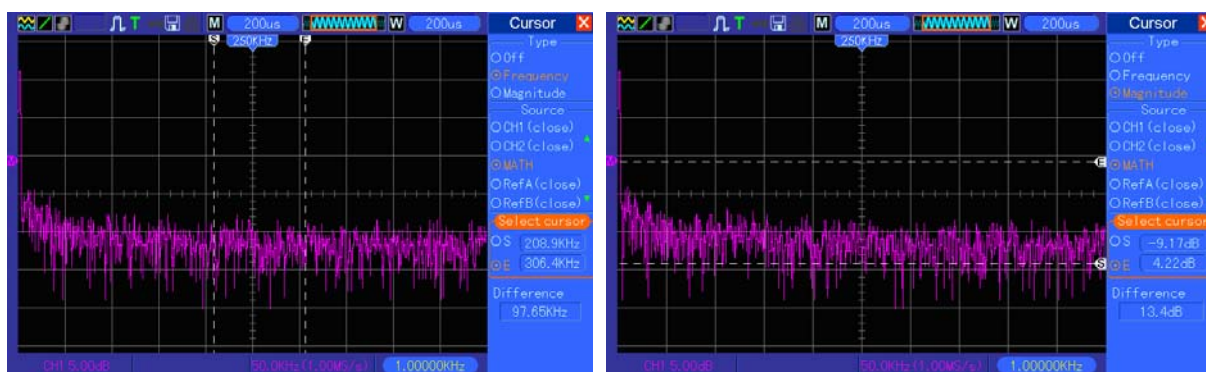 M 200us W 200us Cursor
S 250KHz E
Type
Off
Frequency
Magnitude
Source
CH1(close)
CH2(close)
MATH
RefA(close)
RefB(close)
Select cursor
S 208.9KHz
E 306.4KHz
Difference
97.65KHz
CH1 5.00dB 50.0KHz(1.00MS/s) 1.00000KHz
M 200us W 200us Cursor
250KHz
Type
Off
Frequency
Magnitude
Source
CH1(close)
CH2(close)
E
MATH
RefA(close)
RefB(close)
Select cursor
S -9.17dB
S
E 4.22dB
Difference
13.4dB
CH1 5.00dB 50.0KHz(1.00MS/s) 1.00000KHz